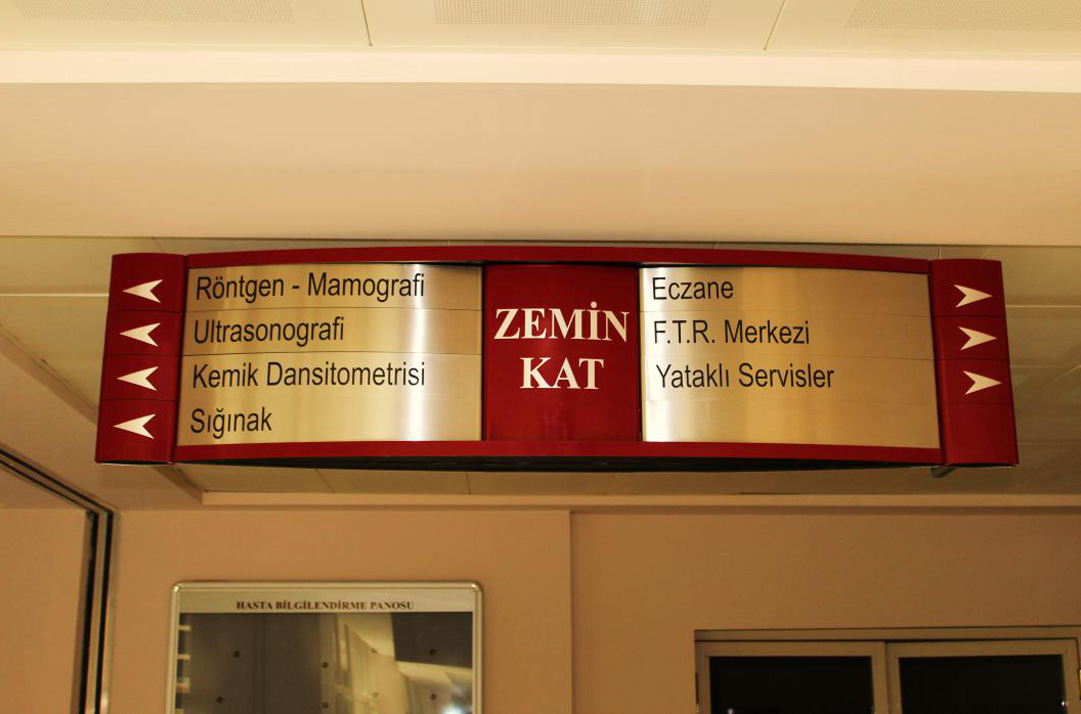 Röntgen - Mamografi
Ultrasonografi
Kemik Dansitometrisi
Sığınak
ZEMİN
KAT
Eczane
F.T.R. Merkezi
Yataklı Servisler
HASTA BİLGİLENDİRME PANOSU